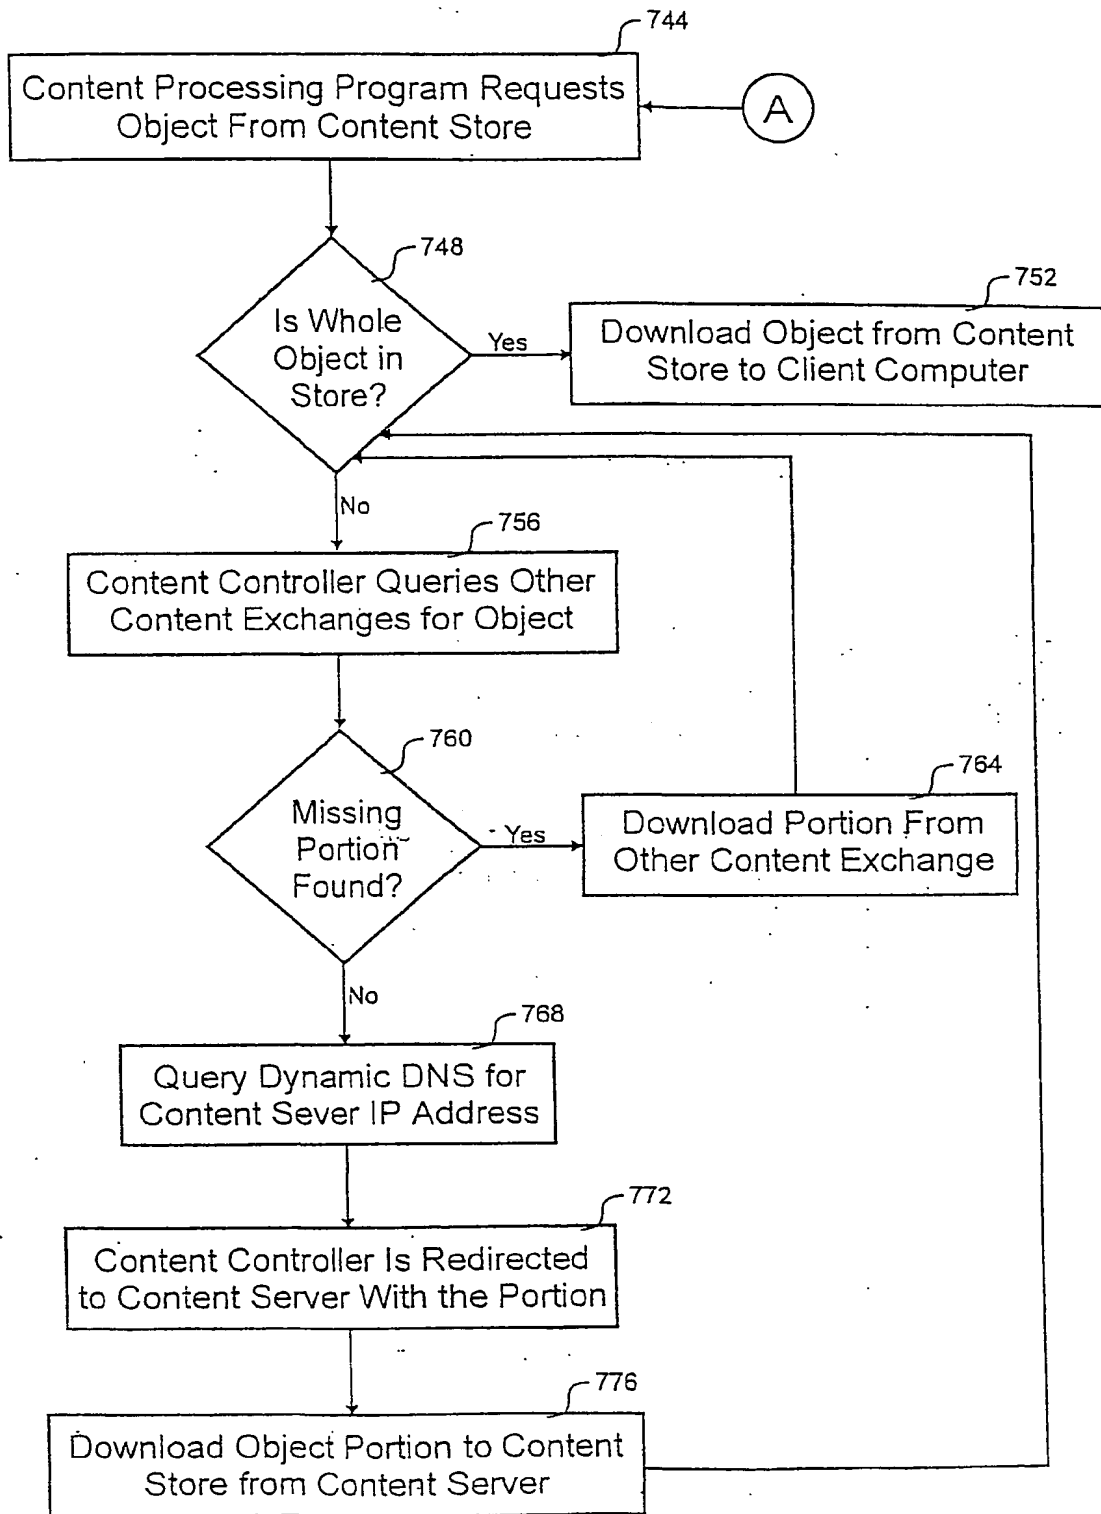 744
Content Processing Program Requests
Object From Content Store
A
748
Is Whole
Object in
Store?
Yes
752
Download Object from Content
Store to Client Computer
No
756
Content Controller Queries Other
Content Exchanges for Object
760
Missing
Portion
Found?
Yes
764
Download Portion From
Other Content Exchange
No
768
Query Dynamic DNS for
Content Sever IP Address
772
Content Controller Is Redirected
to Content Server With the Portion
776
Download Object Portion to Content
Store from Content Server